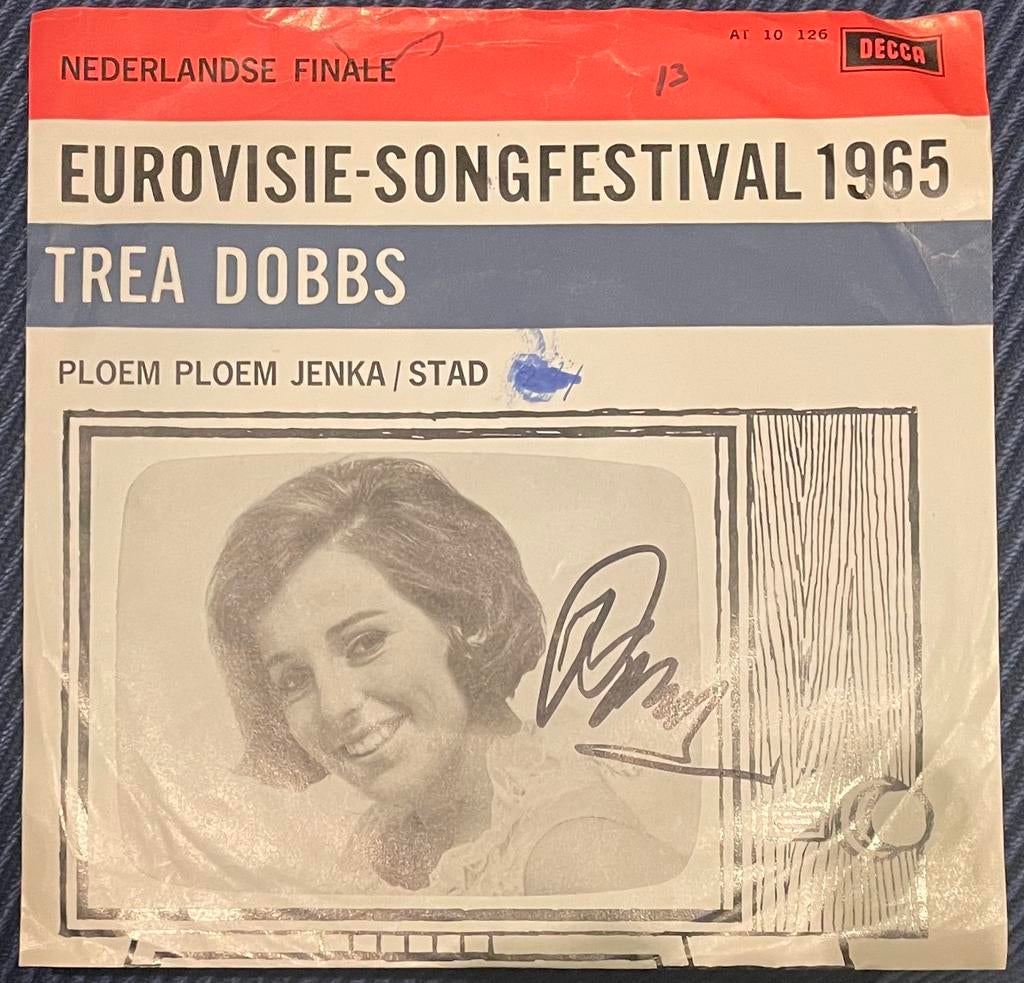 AT 10 126 DECCA
NEDERLANDSE FINALE
13
EUROVISIE-SONGFESTIVAL 1965
TREA DOBBS
PLOEM PLOEM JENKA / STAD